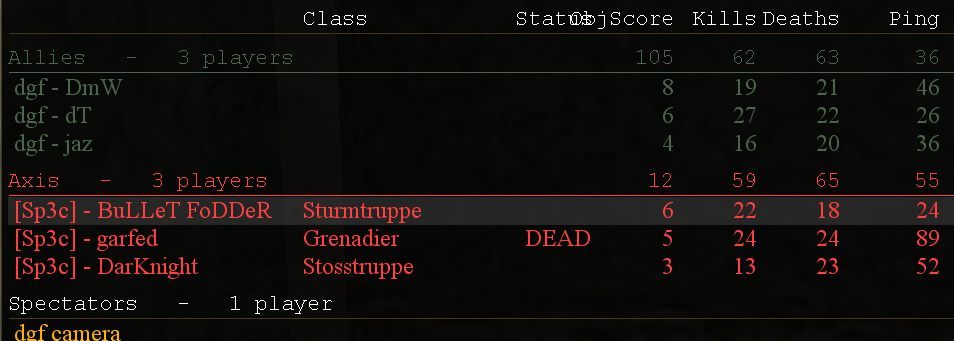 Class Status ObjScore Kills Deaths Ping
Allies - 3 players 105 62 63 36
dgf - DmW 8 19 21 46
dgf - dT 6 27 22 26
dgf - jaz 4 16 20 36
Axis - 3 players 12 59 65 55
[Sp3c] - BuLLeT FoDDeR Sturmtruppe 6 22 18 24
[Sp3c] - garfed Grenadier DEAD 5 24 24 89
[Sp3c] - DarKnight Stosstruppe 3 13 23 52
Spectators - 1 player
dgf camera